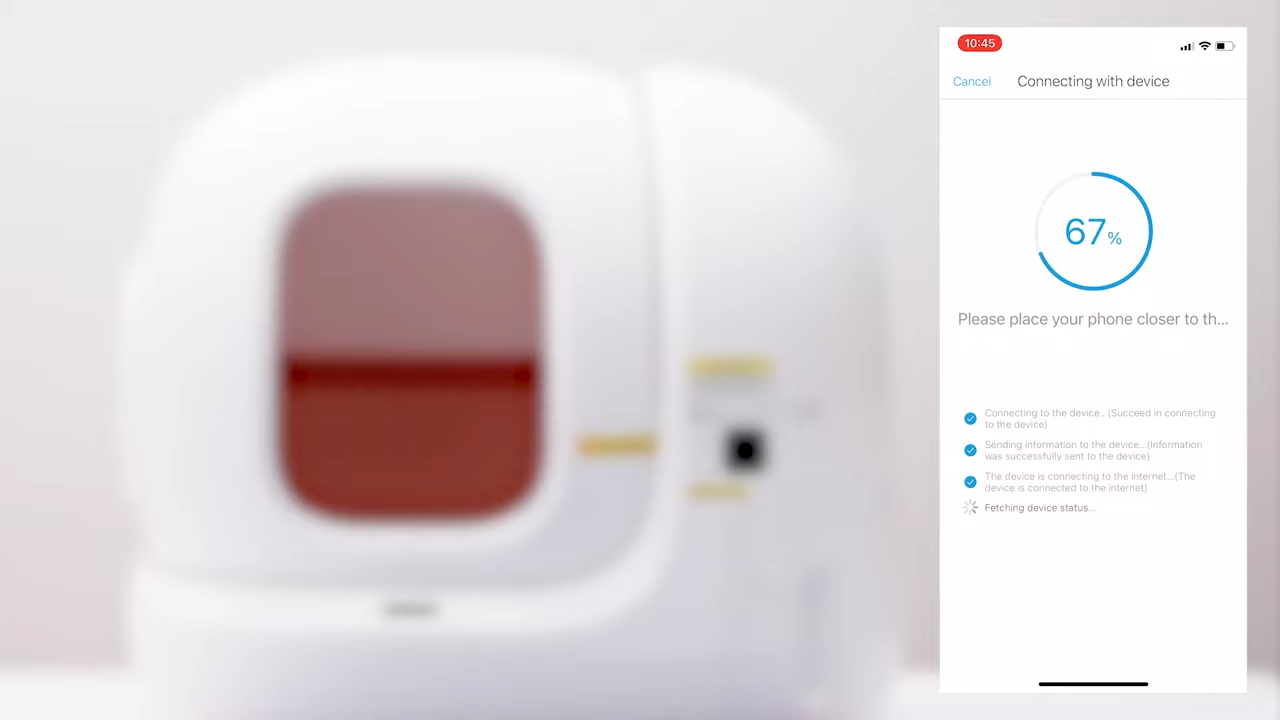 10:45
Cancel
Connecting with device
67%
Please place your phone closer to th...
Connecting to the device...(Succeed in connecting
to the device)
Sending information to the device...(Information
was successfully sent to the device)
The device is connecting to the internet...(The
device is connected to the internet)
Fetching device status...